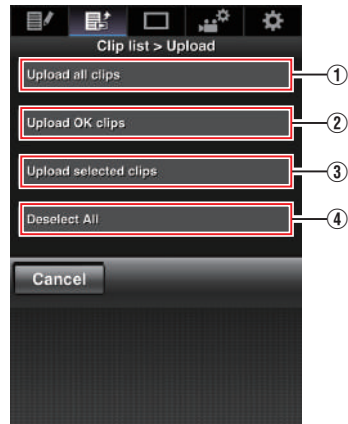 Clip list > Upload
Upload all clips ①
Upload OK clips ②
Upload selected clips ③
Deselect All ④
Cancel